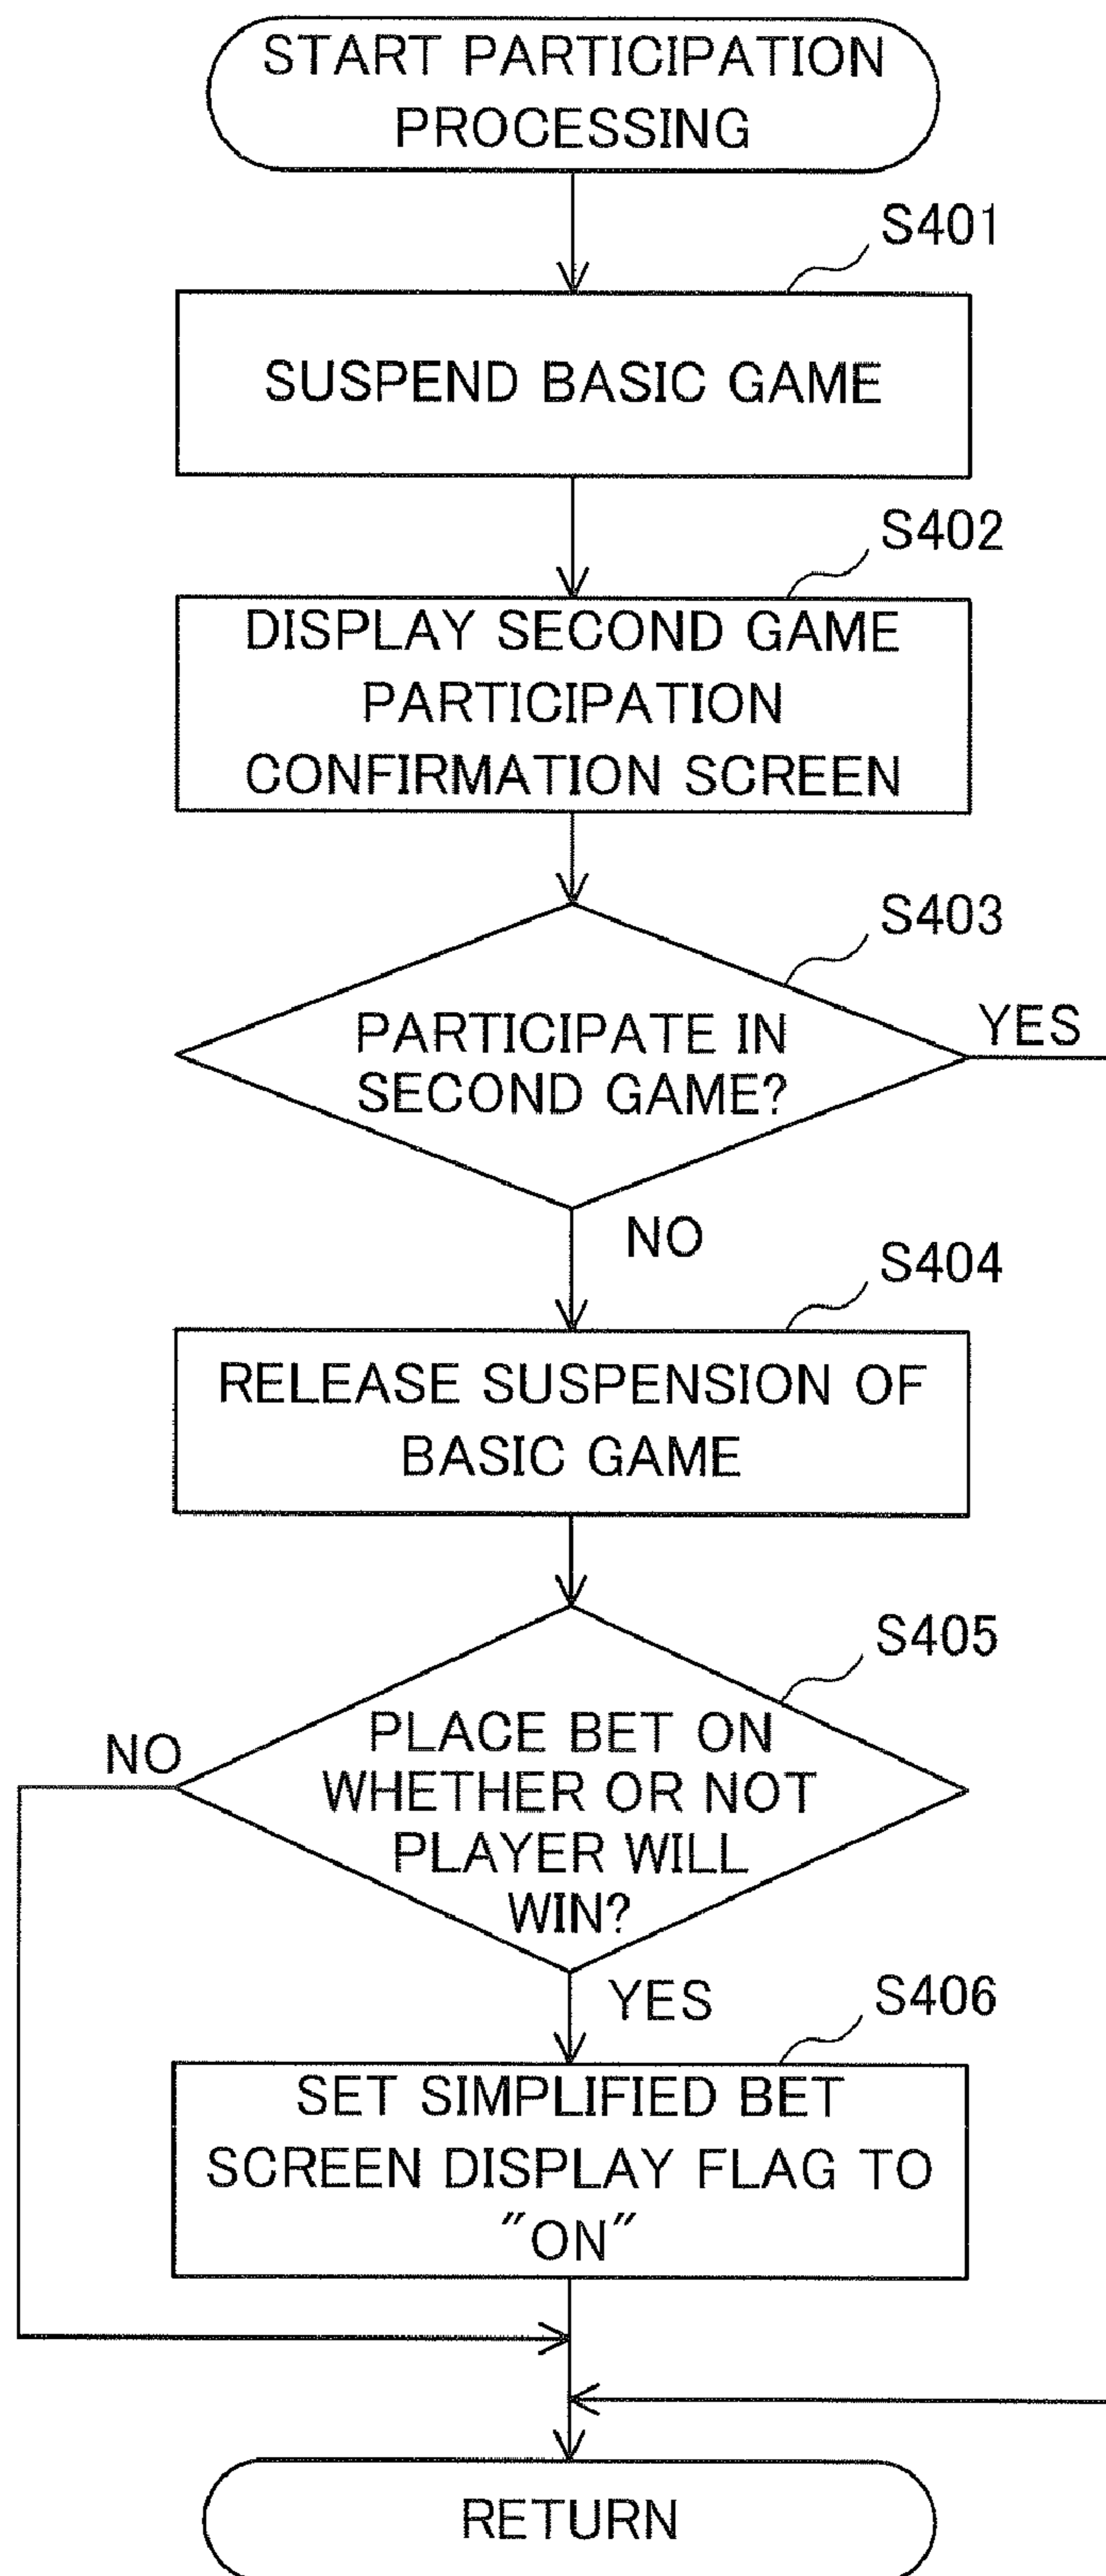 START PARTICIPATION
PROCESSING
S401
SUSPEND BASIC GAME
S402
DISPLAY SECOND GAME
PARTICIPATION
CONFIRMATION SCREEN
S403
PARTICIPATE IN
SECOND GAME?
YES
NO
S404
RELEASE SUSPENSION OF
BASIC GAME
S405
NO
PLACE BET ON
WHETHER OR NOT
PLAYER WILL
WIN?
YES
S406
SET SIMPLIFIED BET
SCREEN DISPLAY FLAG TO
"ON"
RETURN